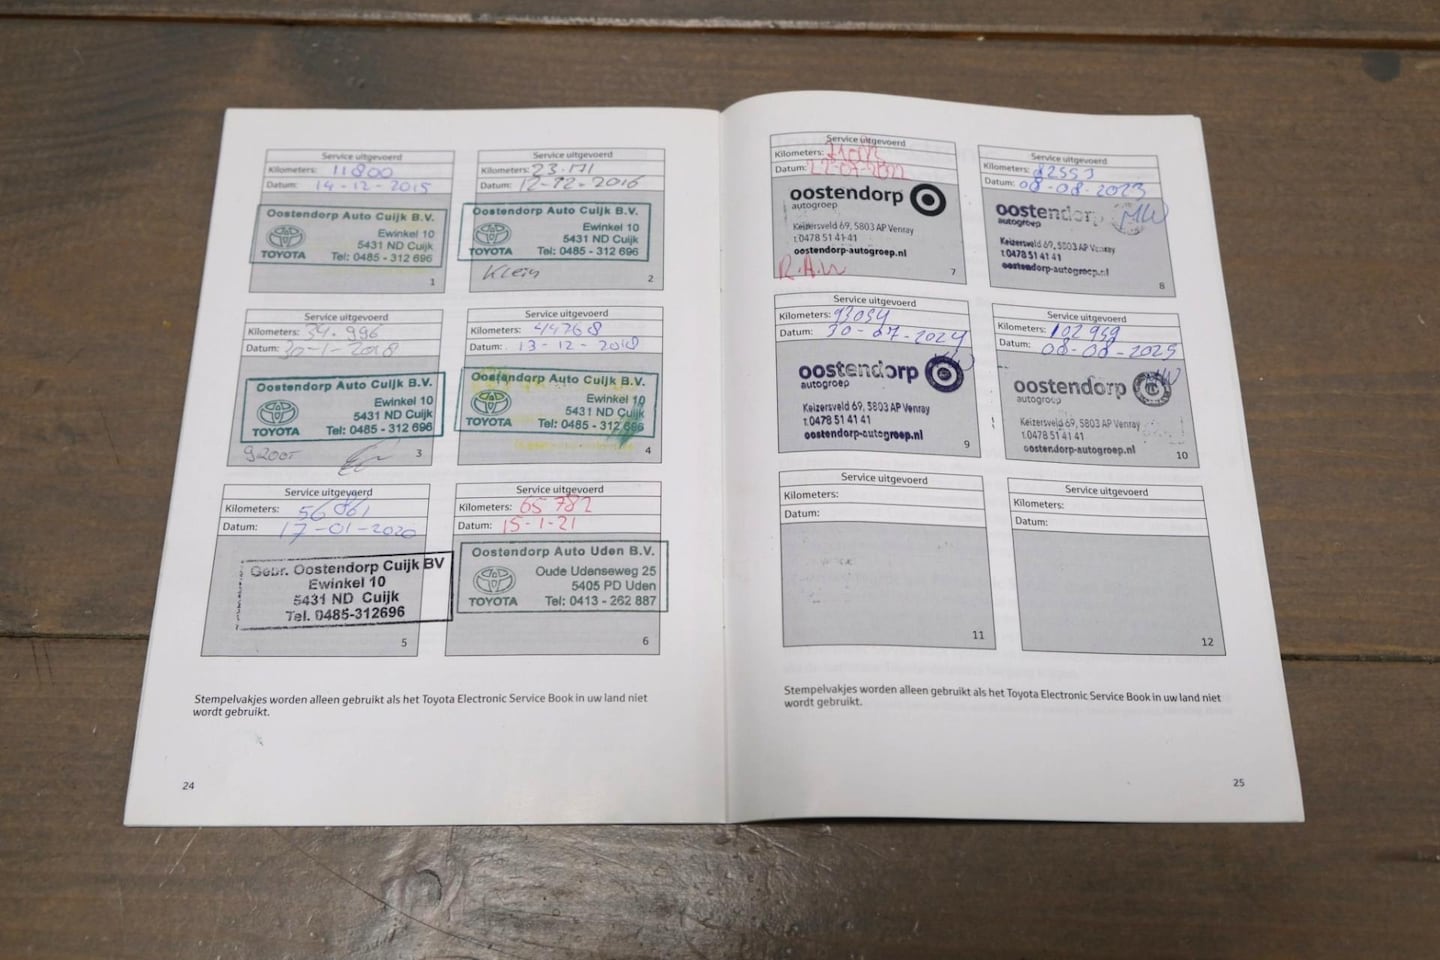 Service uitgevoerd
Kilometers: 11800
Datum: 14-12-2015
Oostendorp Auto Cuijk B.V.
Ewinkel 10
5431 ND Cuijk
TOYOTA Tel: 0485 - 312 696
1
Service uitgevoerd
Kilometers: 23.171
Datum: 12-12-2016
Oostendorp Auto Cuijk B.V.
Ewinkel 10
5431 ND Cuijk
TOYOTA Tel: 0485 - 312 696
Klein
2
Service uitgevoerd
Kilometers: 34.996
Datum: 30-1-2018
Oostendorp Auto Cuijk B.V.
Ewinkel 10
5431 ND Cuijk
TOYOTA Tel: 0485 - 312 696
3
Service uitgevoerd
Kilometers: 44768
Datum: 13-12-2018
Oostendorp Auto Cuijk B.V.
Ewinkel 10
5431 ND Cuijk
TOYOTA Tel: 0485 - 312 696
4
Service uitgevoerd
Kilometers: 56861
Datum: 17-01-2020
Gebr. Oostendorp Cuijk BV
Ewinkel 10
5431 ND Cuijk
Tel. 0485-312696
5
Service uitgevoerd
Kilometers: 65 782
Datum: 15-1-21
Oostendorp Auto Uden B.V.
Oude Udenseweg 25
5405 PD Uden
TOYOTA Tel: 0413 - 262 887
6
Stempelvakjes worden alleen gebruikt als het Toyota Electronic Service Book in uw land niet
wordt gebruikt.
24
Service uitgevoerd
Kilometers:
Datum: 22-07-2022
oostendorp
autogroep
Keizersveld 69, 5803 AP Venray
t.0478 51 41 41
oostendorp-autogroep.nl
R.A.W
7
Service uitgevoerd
Kilometers: 82553
Datum: 08-08-2023
oostendorp
autogroep
MW
Keizersveld 69, 5803 AP Venray
t.0478 51 41 41
oostendorp-autogroep.nl
8
Service uitgevoerd
Kilometers: 93054
Datum: 30-07-2024
oostendorp
autogroep
Keizersveld 69, 5803 AP Venray
t.0478 51 41 41
oostendorp-autogroep.nl
9
Service uitgevoerd
Kilometers: 102 949
Datum: 08-08-2025
oostendorp
autogroep
Keizersveld 69, 5803 AP Venray
t.0478 51 41 41
oostendorp-autogroep.nl
10
Service uitgevoerd
Kilometers:
Datum:
11
Service uitgevoerd
Kilometers:
Datum:
12
Stempelvakjes worden alleen gebruikt als het Toyota Electronic Service Book in uw land niet
wordt gebruikt.
25